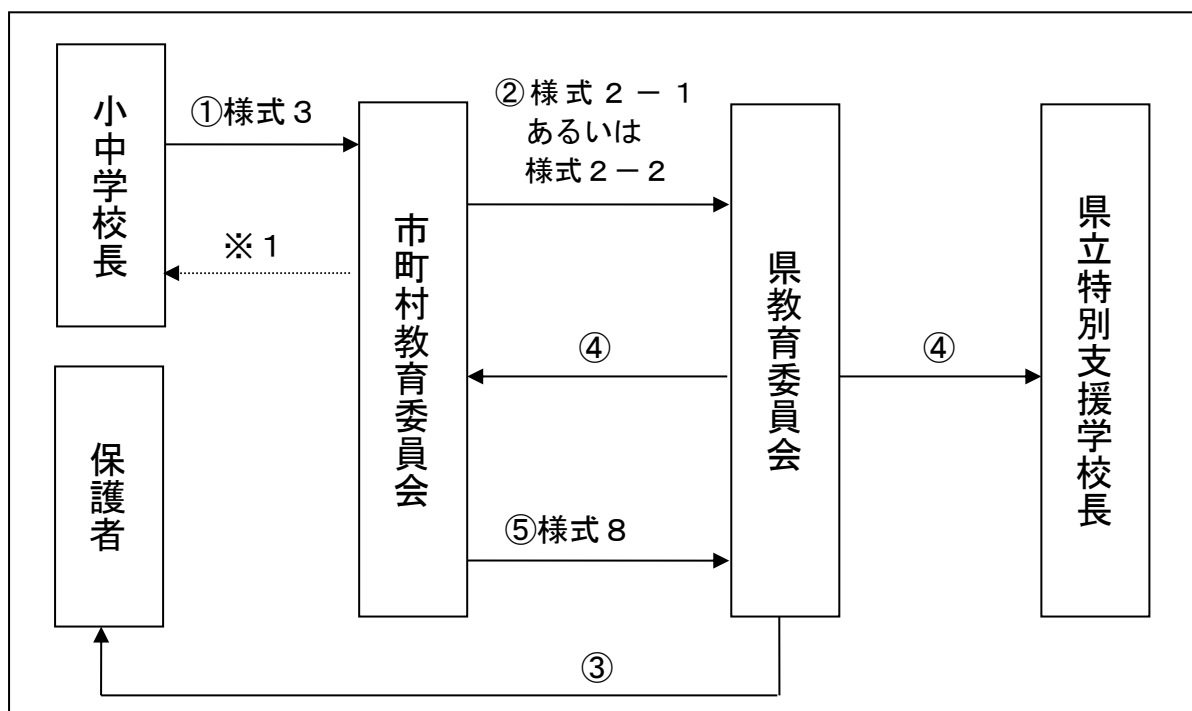 小中学校長
①様式３
※１
保護者
市町村教育委員会
②様式２－１
あるいは
様式２－２
④
⑤様式８
③
県教育委員会
④
県立特別支援学校長